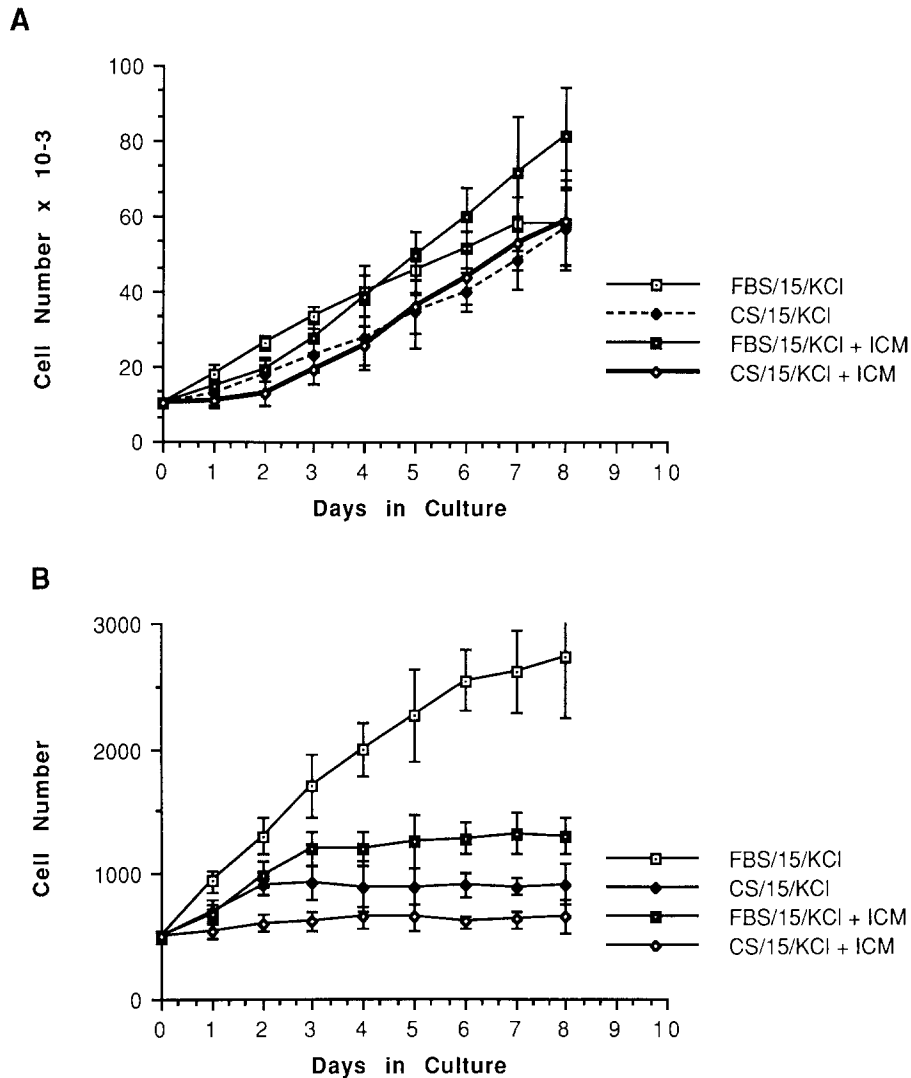 A
100
80
60
40
20
0
Cell Number x 10-3
0 1 2 3 4 5 6 7 8 9 10
Days in Culture
FBS/15/KCl
CS/15/KCl
FBS/15/KCl + ICM
CS/15/KCl + ICM
B
3000
2000
1000
0
Cell Number
0 1 2 3 4 5 6 7 8 9 10
Days in Culture
FBS/15/KCl
CS/15/KCl
FBS/15/KCl + ICM
CS/15/KCl + ICM